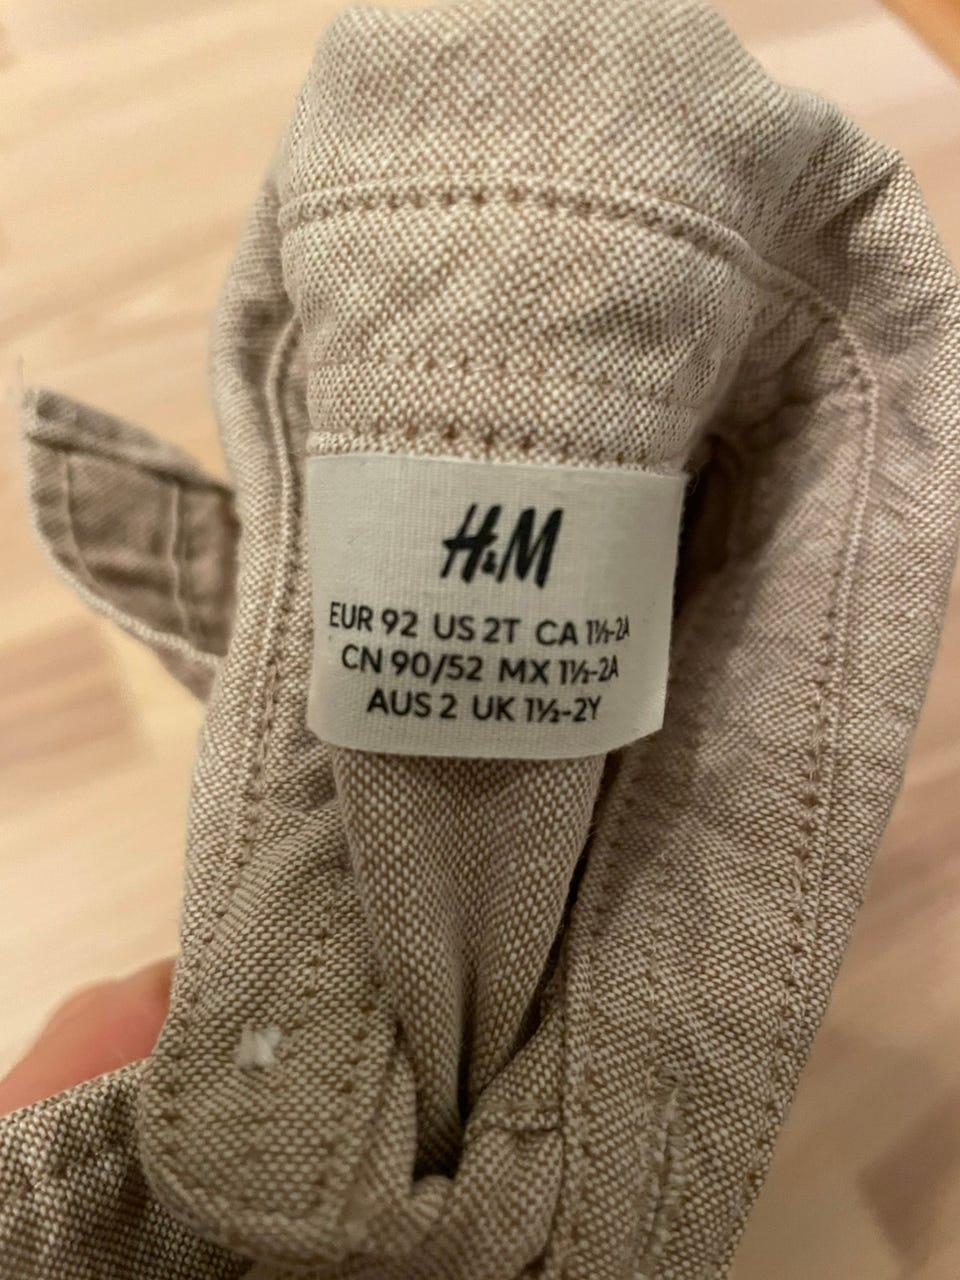 H&M
EUR 92 US 2T CA 1½-2A
CN 90/52 MX 1½-2A
AUS 2 UK 1½-2Y